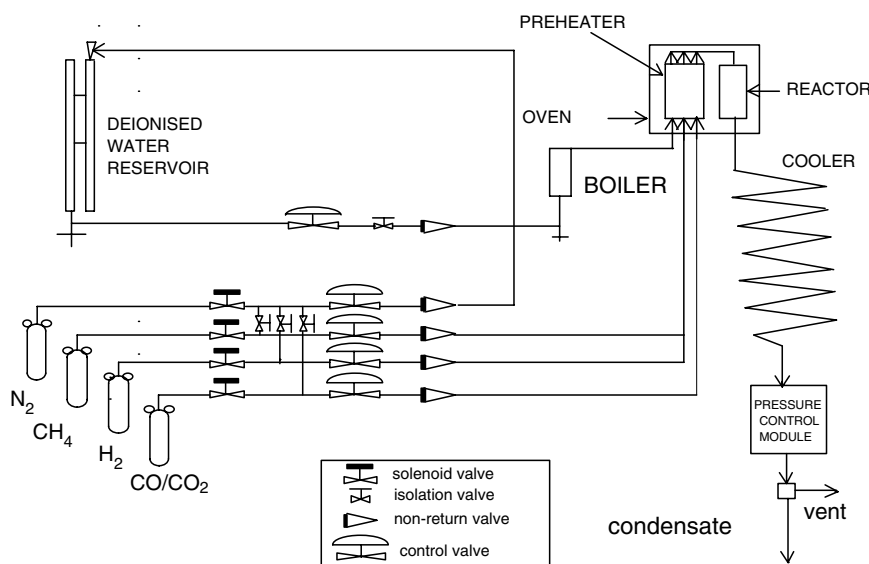 PREHEATER
DEIONISED
WATER
RESERVOIR
OVEN
REACTOR
BOILER
COOLER
N2
CH4
H2
CO/CO2
PRESSURE
CONTROL
MODULE
solenoid valve
isolation valve
non-return valve
control valve
condensate
vent